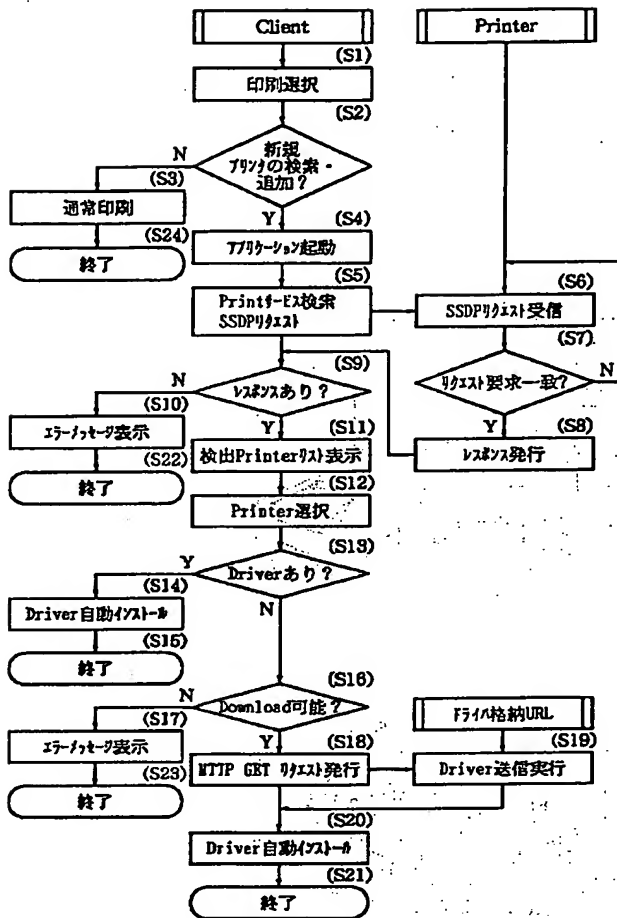 Client
Printer
(S1)
印刷選択
(S2)
新規
プリンタの検索・
追加?
N
(S3)
通常印刷
(S24)
終了
Y
(S4)
アプリケーション起動
(S5)
Printサービス検索
SSDPリクエスト
(S6)
SSDPリクエスト受信
(S7)
リクエスト要求一致?
N
Y
(S8)
レスポンス発行
(S9)
レスポンスあり?
N
(S10)
エラーメッセージ表示
(S22)
終了
Y
(S11)
検出Printerリスト表示
(S12)
Printer選択
(S13)
Driverあり?
Y
(S14)
Driver自動インストール
(S15)
終了
N
(S16)
Download可能?
N
(S17)
エラーメッセージ表示
(S23)
終了
Y
(S18)
HTTP GET リクエスト発行
ドライバ格納URL
(S19)
Driver送信実行
(S20)
Driver自動インストール
(S21)
終了